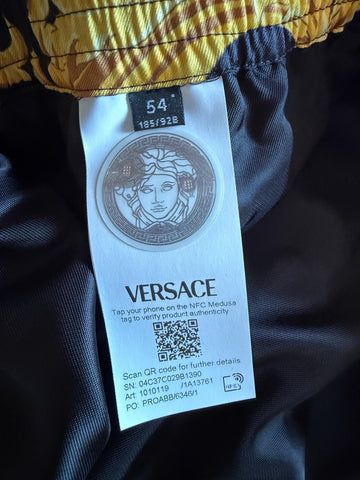 54
185/92B
VERSACE
Tap your phone on the NFC Medusa
tag to verify product authenticity
Scan QR code for further details
SN: 04C37C029B1390
Art: 1010119 /1A13761
PO: PROABB/6346/1